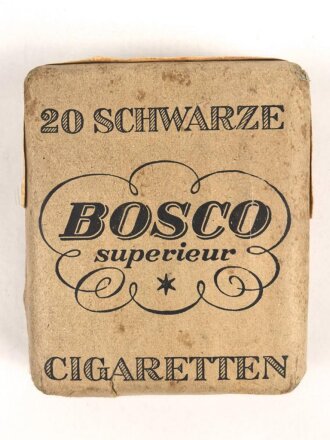 20 SCHWARZE
BOSCO
superieur
CIGARETTEN